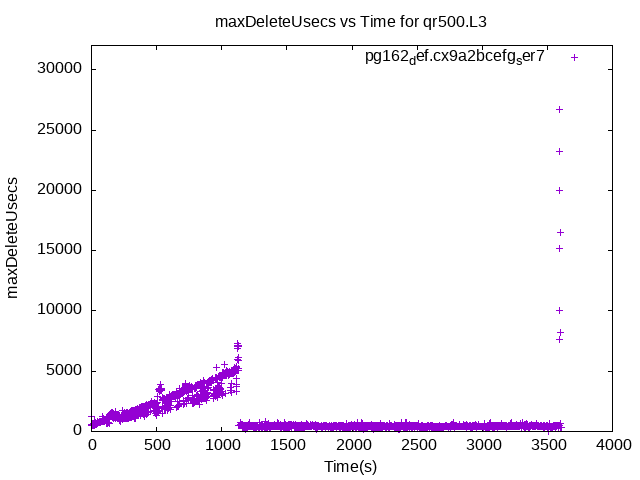 maxDeleteUsecs vs Time for qr500.L3
pg162def.cx9a2bcefgser7
30000
25000
20000
15000
10000
5000
0
maxDeleteUsecs
0 500 1000 1500 2000 2500 3000 3500 4000
Time(s)